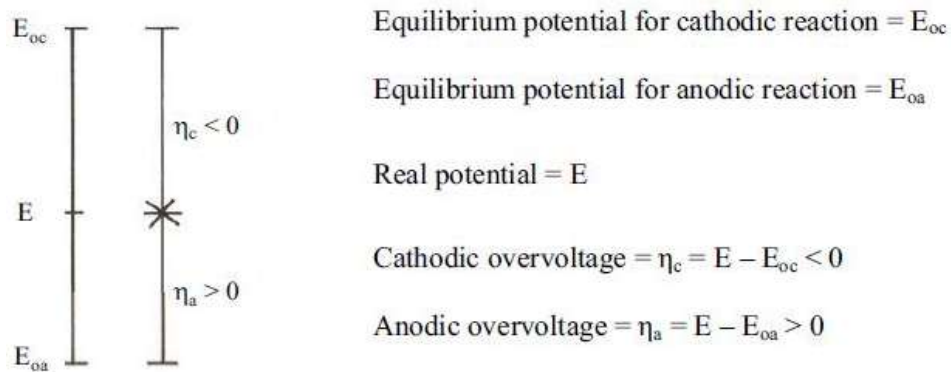 E_oc
Equilibrium potential for cathodic reaction = E_oc
Equilibrium potential for anodic reaction = E_oa
η_c < 0
Real potential = E
E
Cathodic overvoltage = η_c = E – E_oc < 0
η_a > 0
Anodic overvoltage = η_a = E – E_oa > 0
E_oa